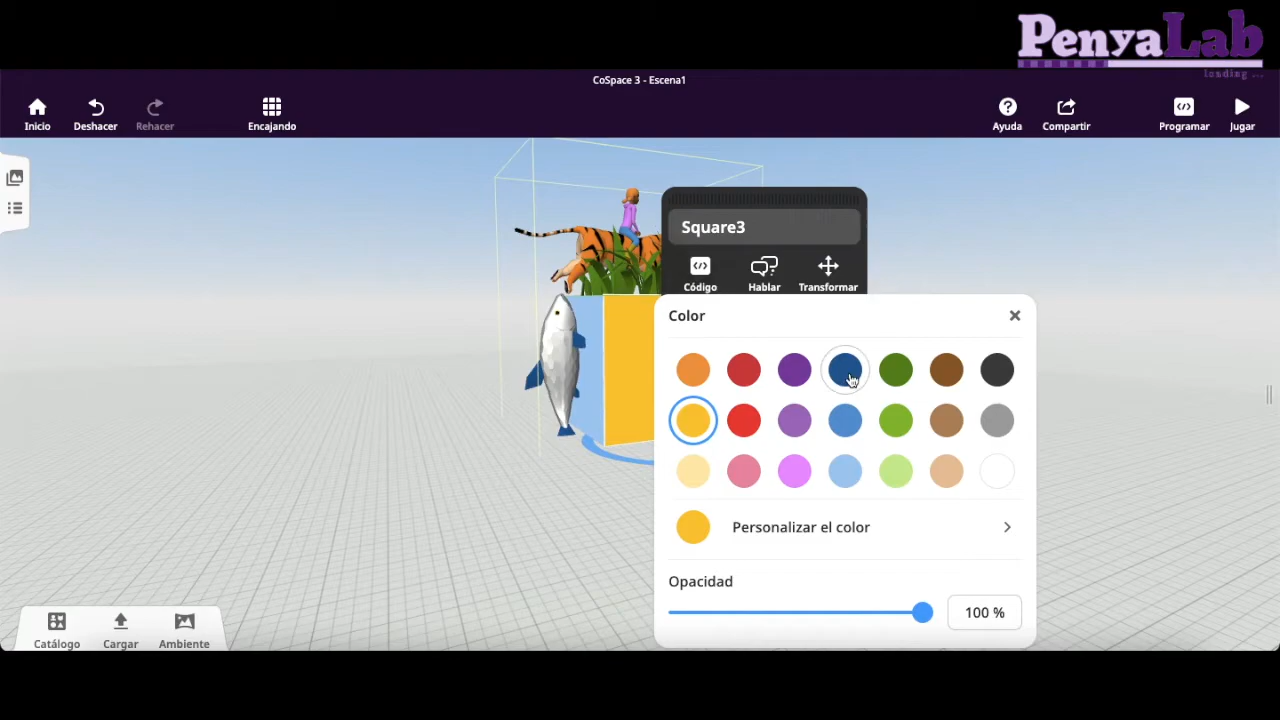 PenyaLab
loading ...
CoSpace 3 - Escena1
Inicio
Deshacer
Rehacer
Encajando
Ayuda
Compartir
Programar
Jugar
Square3
Código
Hablar
Transformar
Color
Personalizar el color
Opacidad
100 %
Catálogo
Cargar
Ambiente